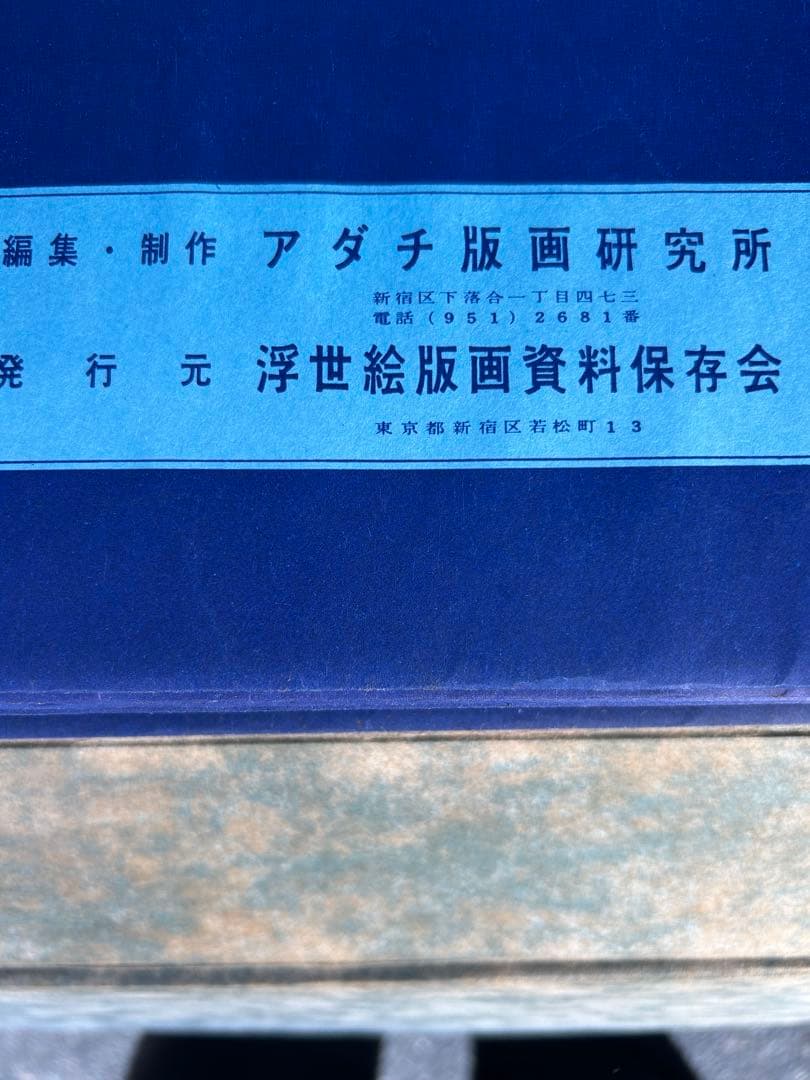 編集・制作 アダチ版画研究所
新宿区下落合一丁目四七三
電話(951)2681番
発行元 浮世絵版画資料保存会
東京都新宿区若松町13